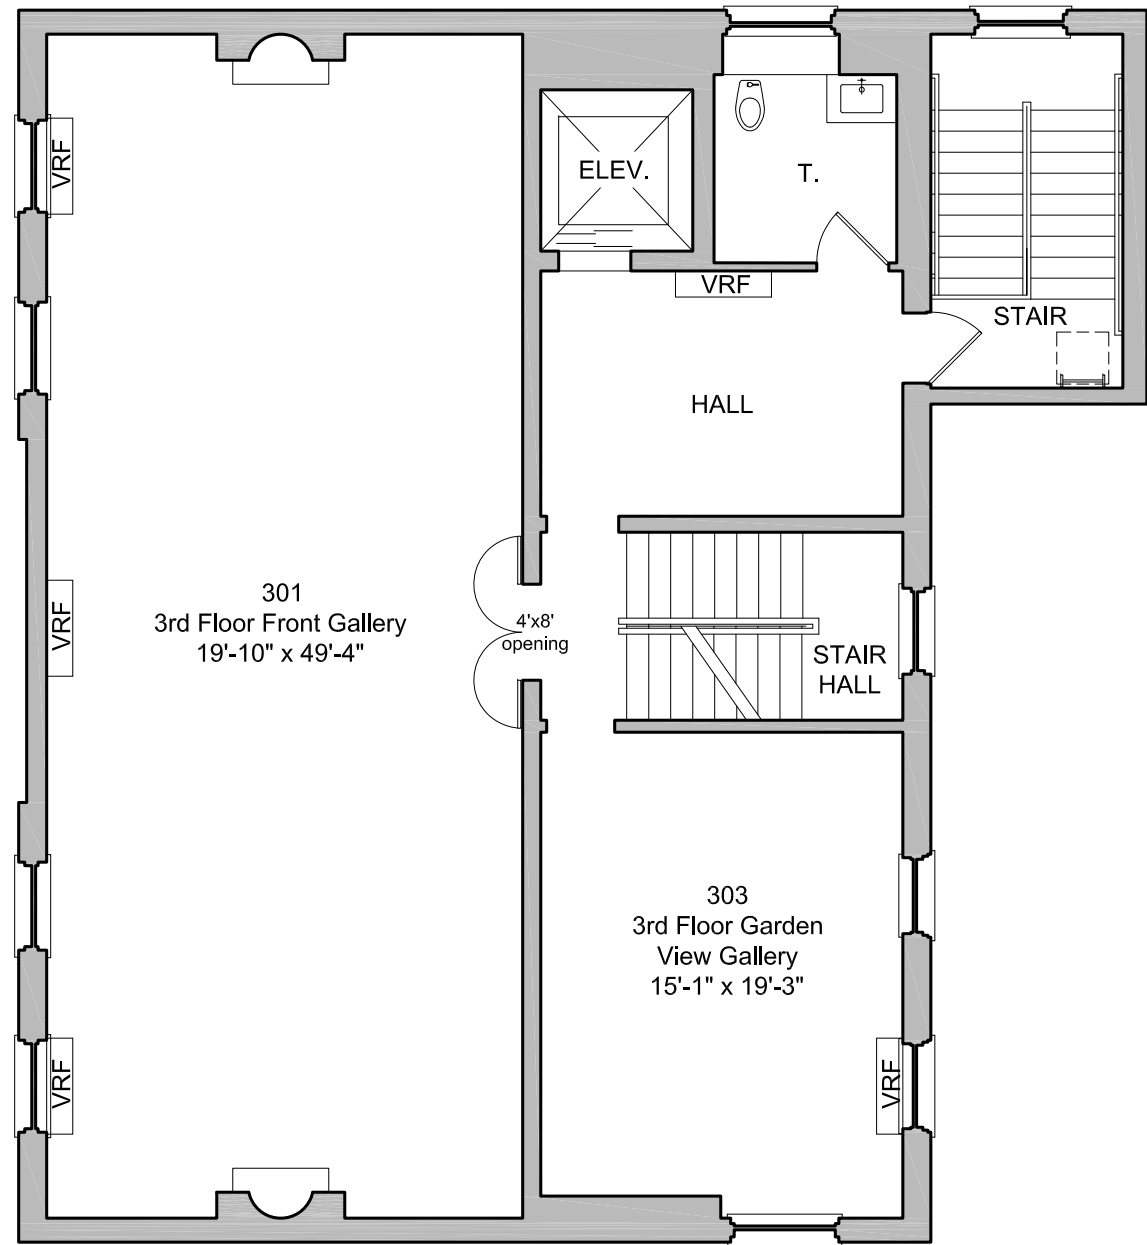 VRF
ELEV.
T.
VRF
STAIR
HALL
301
3rd Floor Front Gallery
19'-10" x 49'-4"
VRF
4'x8'
opening
STAIR
HALL
303
3rd Floor Garden
View Gallery
15'-1" x 19'-3"
VRF
VRF